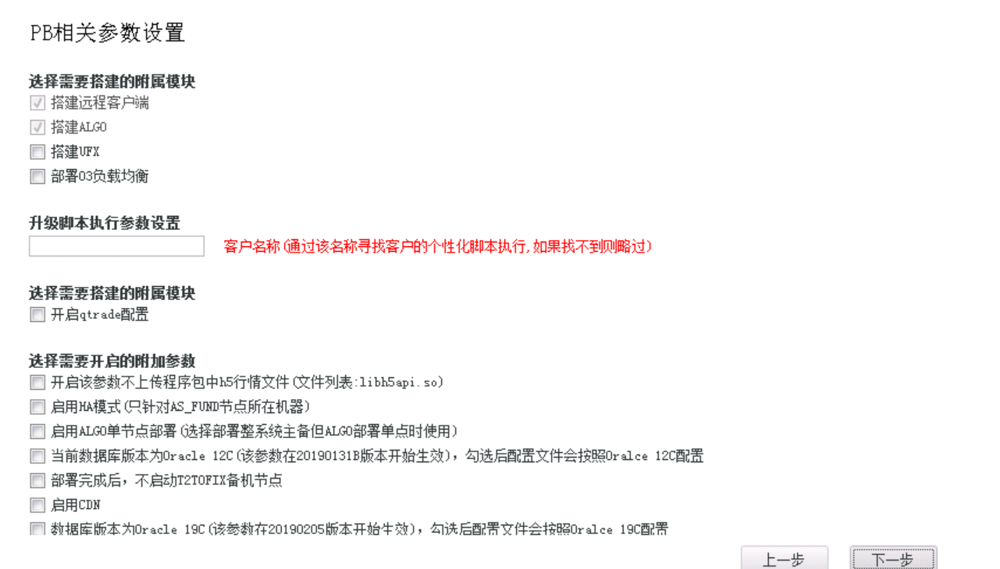 PB相关参数设置
选择需要搭建的附属模块
搭建远程客户端
搭建ALGO
搭建UFX
部署O3负载均衡
升级脚本执行参数设置
客户名称(通过该名称寻找客户的个性化脚本执行,如果找不到则略过)
选择需要搭建的附属模块
开启qtrade配置
选择需要开启的附加参数
开启该参数不上传程序包中h5行情文件(文件列表:libh5api.so)
启用HA模式(只针对AS_FUND节点所在机器)
启用ALGO单节点部署(选择部署整系统主备但ALGO部署单点时使用)
当前数据库版本为Oracle 12C(该参数在20190131B版本开始生效)，勾选后配置文件会按照Oralce 12C配置
部署完成后，不启动T2TOFIX备机节点
启用CDN
数据库版本为Oracle 19C(该参数在20190205版本开始生效)，勾选后配置文件会按照Oralce 19C配置
上一步 下一步